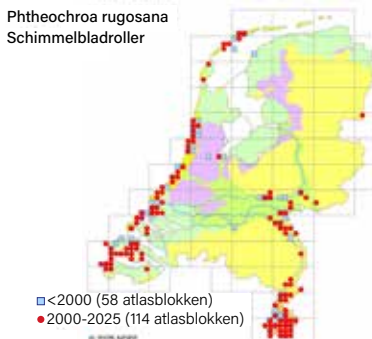 Phtheochroa rugosana
Schimmelbladroller
<2000 (58 atlasblokken)
2000-2025 (114 atlasblokken)